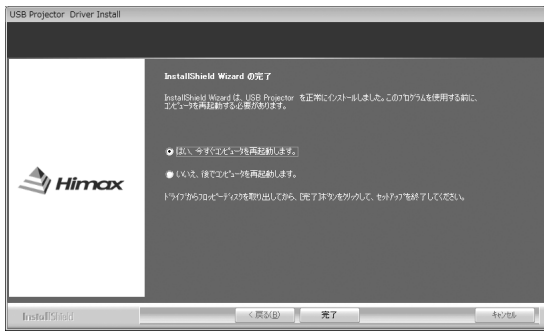 USB Projector Driver Install
InstallShield Wizard の完了
InstallShield Wizard は、USB Projector を正常にインストールしました。このプログラムを使用する前に、
コンピュータを再起動する必要があります。
はい、今すぐコンピュータを再起動します。
いいえ、後でコンピュータを再起動します。
ドライブからフロッピーディスクを取り出してから、[完了]ボタンをクリックして、セットアップを終了してください。
Himax
InstallShield
< 戻る(B)
完了
キャンセル